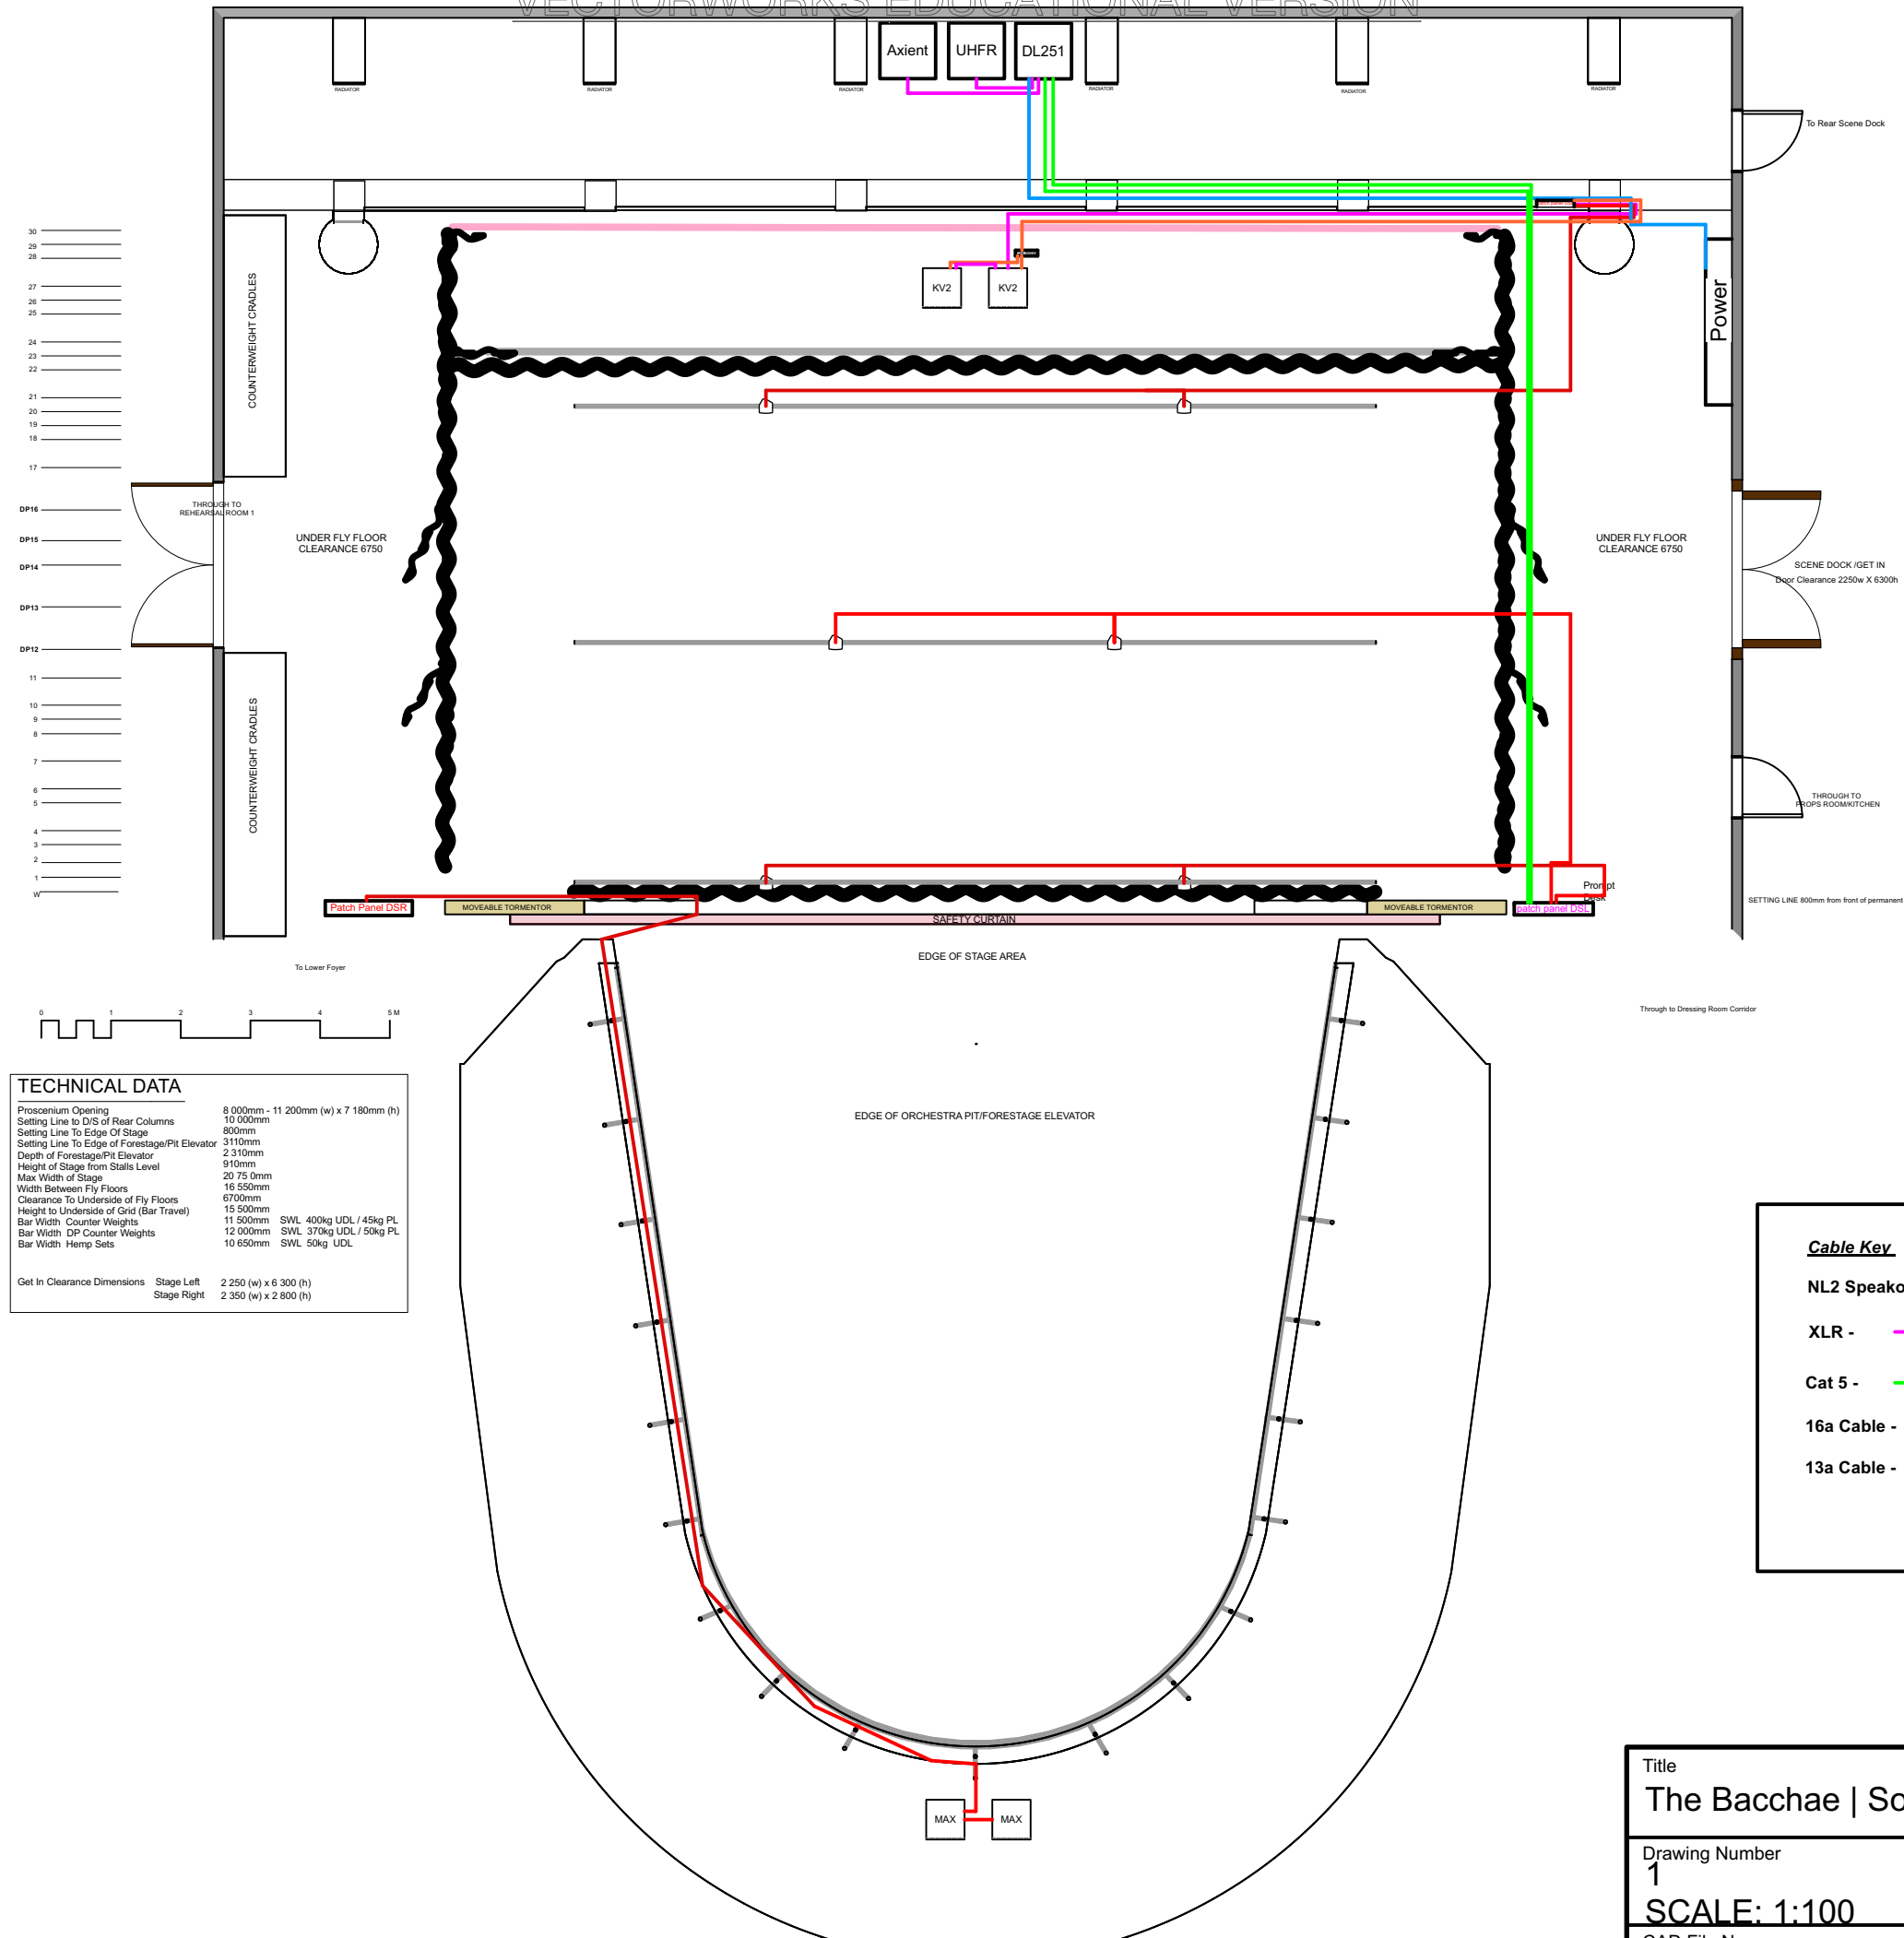 VECTORWORKS EDUCATIONAL VERSION
Axient
UHFR
DL251
RADIATOR
RADIATOR
RADIATOR
RADIATOR
RADIATOR
RADIATOR
To Rear Scene Dock
30
29
28
27
26
25
24
23
22
21
20
19
18
17
DP16
DP15
DP14
DP13
DP12
11
10
9
8
7
6
5
4
3
2
1
W
COUNTERWEIGHT CRADLES
COUNTERWEIGHT CRADLES
KV2
KV2
Power
THROUGH TO
REHEARSAL ROOM 1
UNDER FLY FLOOR
CLEARANCE 6750
UNDER FLY FLOOR
CLEARANCE 6750
SCENE DOCK /GET IN
Door Clearance 2250w X 6300h
THROUGH TO
PROPS ROOM/KITCHEN
Prompt
Desk
Patch Panel DSR
MOVEABLE TORMENTOR
SAFETY CURTAIN
MOVEABLE TORMENTOR
patch panel DSL
SETTING LINE 800mm from front of permanent
EDGE OF STAGE AREA
To Lower Foyer
Through to Dressing Room Corridor
0 1 2 3 4 5 M
EDGE OF ORCHESTRA PIT/FORESTAGE ELEVATOR
TECHNICAL DATA
Proscenium Opening 8 000mm - 11 200mm (w) x 7 180mm (h)
Setting Line to D/S of Rear Columns 10 000mm
Setting Line To Edge Of Stage 800mm
Setting Line To Edge of Forestage/Pit Elevator 3110mm
Depth of Forestage/Pit Elevator 2 310mm
Height of Stage from Stalls Level 910mm
Max Width of Stage 20 75 0mm
Width Between Fly Floors 16 550mm
Clearance To Underside of Fly Floors 6700mm
Height to Underside of Grid (Bar Travel) 15 500mm
Bar Width Counter Weights 11 500mm SWL 400kg UDL / 45kg PL
Bar Width DP Counter Weights 12 000mm SWL 370kg UDL / 50kg PL
Bar Width Hemp Sets 10 650mm SWL 50kg UDL
Get In Clearance Dimensions Stage Left 2 250 (w) x 6 300 (h)
Stage Right 2 350 (w) x 2 800 (h)
Cable Key
NL2 Speako
XLR -
Cat 5 -
16a Cable -
13a Cable -
MAX
MAX
Title
The Bacchae | So
Drawing Number
1
SCALE: 1:100